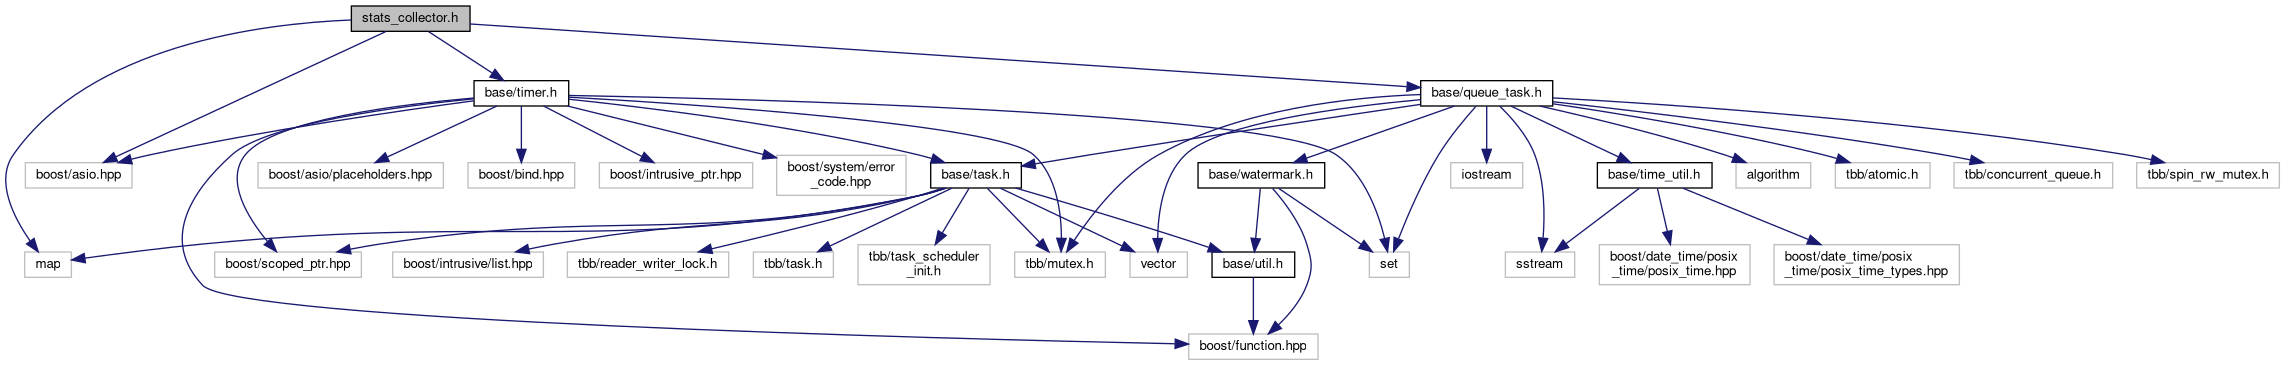 stats_collector.h
base/timer.h
base/queue_task.h
boost/asio.hpp
boost/asio/placeholders.hpp
boost/bind.hpp
boost/intrusive_ptr.hpp
boost/system/error
_code.hpp
base/task.h
base/watermark.h
iostream
base/time_util.h
algorithm
tbb/atomic.h
tbb/concurrent_queue.h
tbb/spin_rw_mutex.h
map
boost/scoped_ptr.hpp
boost/intrusive/list.hpp
tbb/reader_writer_lock.h
tbb/task.h
tbb/task_scheduler
_init.h
tbb/mutex.h
vector
base/util.h
set
sstream
boost/date_time/posix
_time/posix_time.hpp
boost/date_time/posix
_time/posix_time_types.hpp
boost/function.hpp